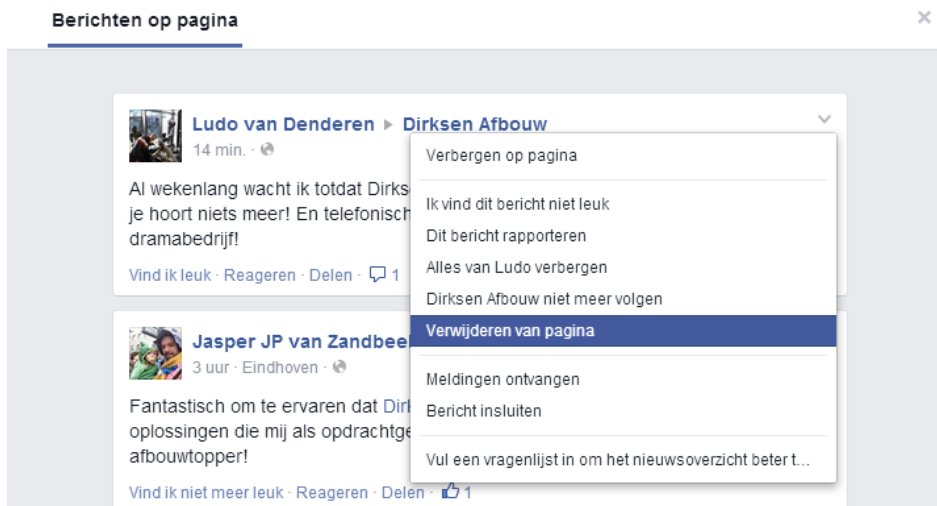 Berichten op pagina
Ludo van Denderen ▸ Dirksen Afbouw
14 min. ·
Al wekenlang wacht ik totdat Dirks
je hoort niets meer! En telefonisch
dramabedrijf!
Vind ik leuk · Reageren · Delen · 1
Verbergen op pagina
Ik vind dit bericht niet leuk
Dit bericht rapporteren
Alles van Ludo verbergen
Dirksen Afbouw niet meer volgen
Verwijderen van pagina
Meldingen ontvangen
Bericht insluiten
Vul een vragenlijst in om het nieuwsoverzicht beter t...
Jasper JP van Zandbee
3 uur · Eindhoven ·
Fantastisch om te ervaren dat Dir
oplossingen die mij als opdrachtge
afbouwtopper!
Vind ik niet meer leuk · Reageren · Delen · 1